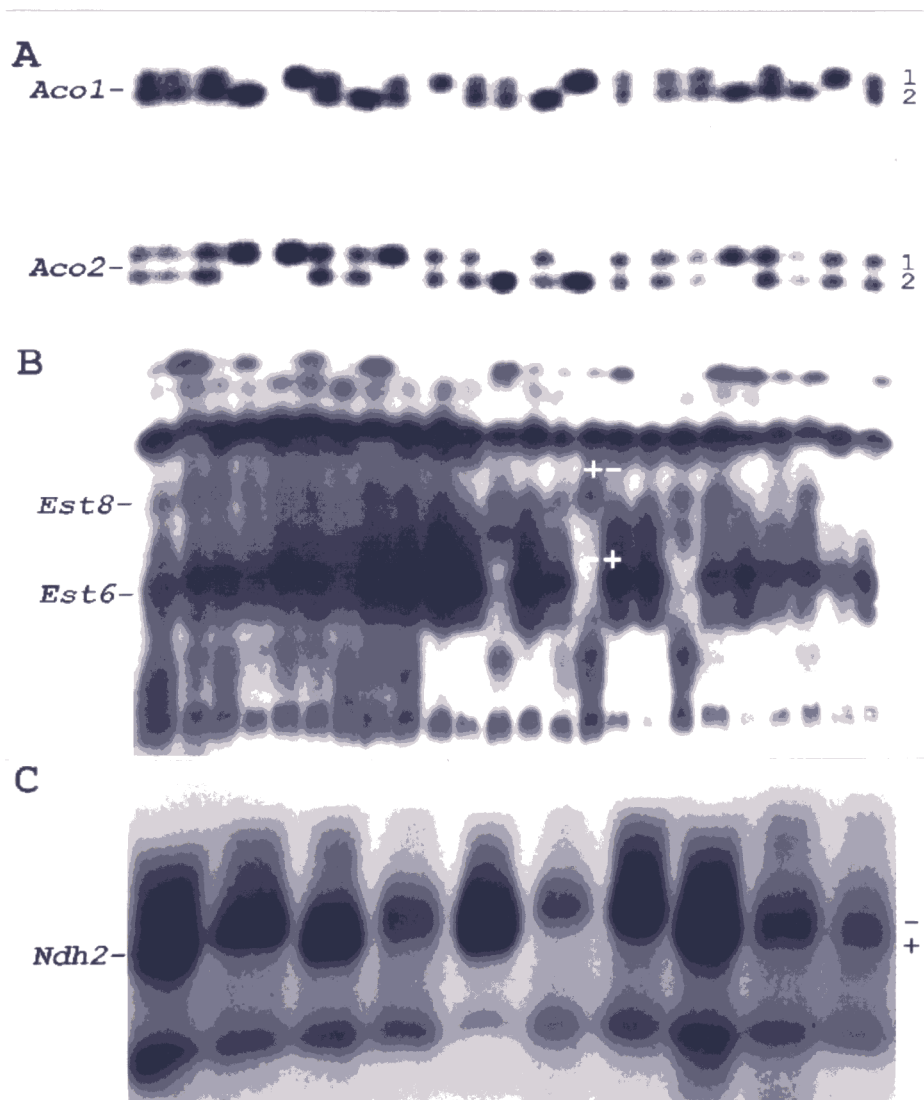 A
Aco1- 1
2
Aco2- 1
2
B
+-
Est8-
-+
Est6-
C
-
Ndh2- +